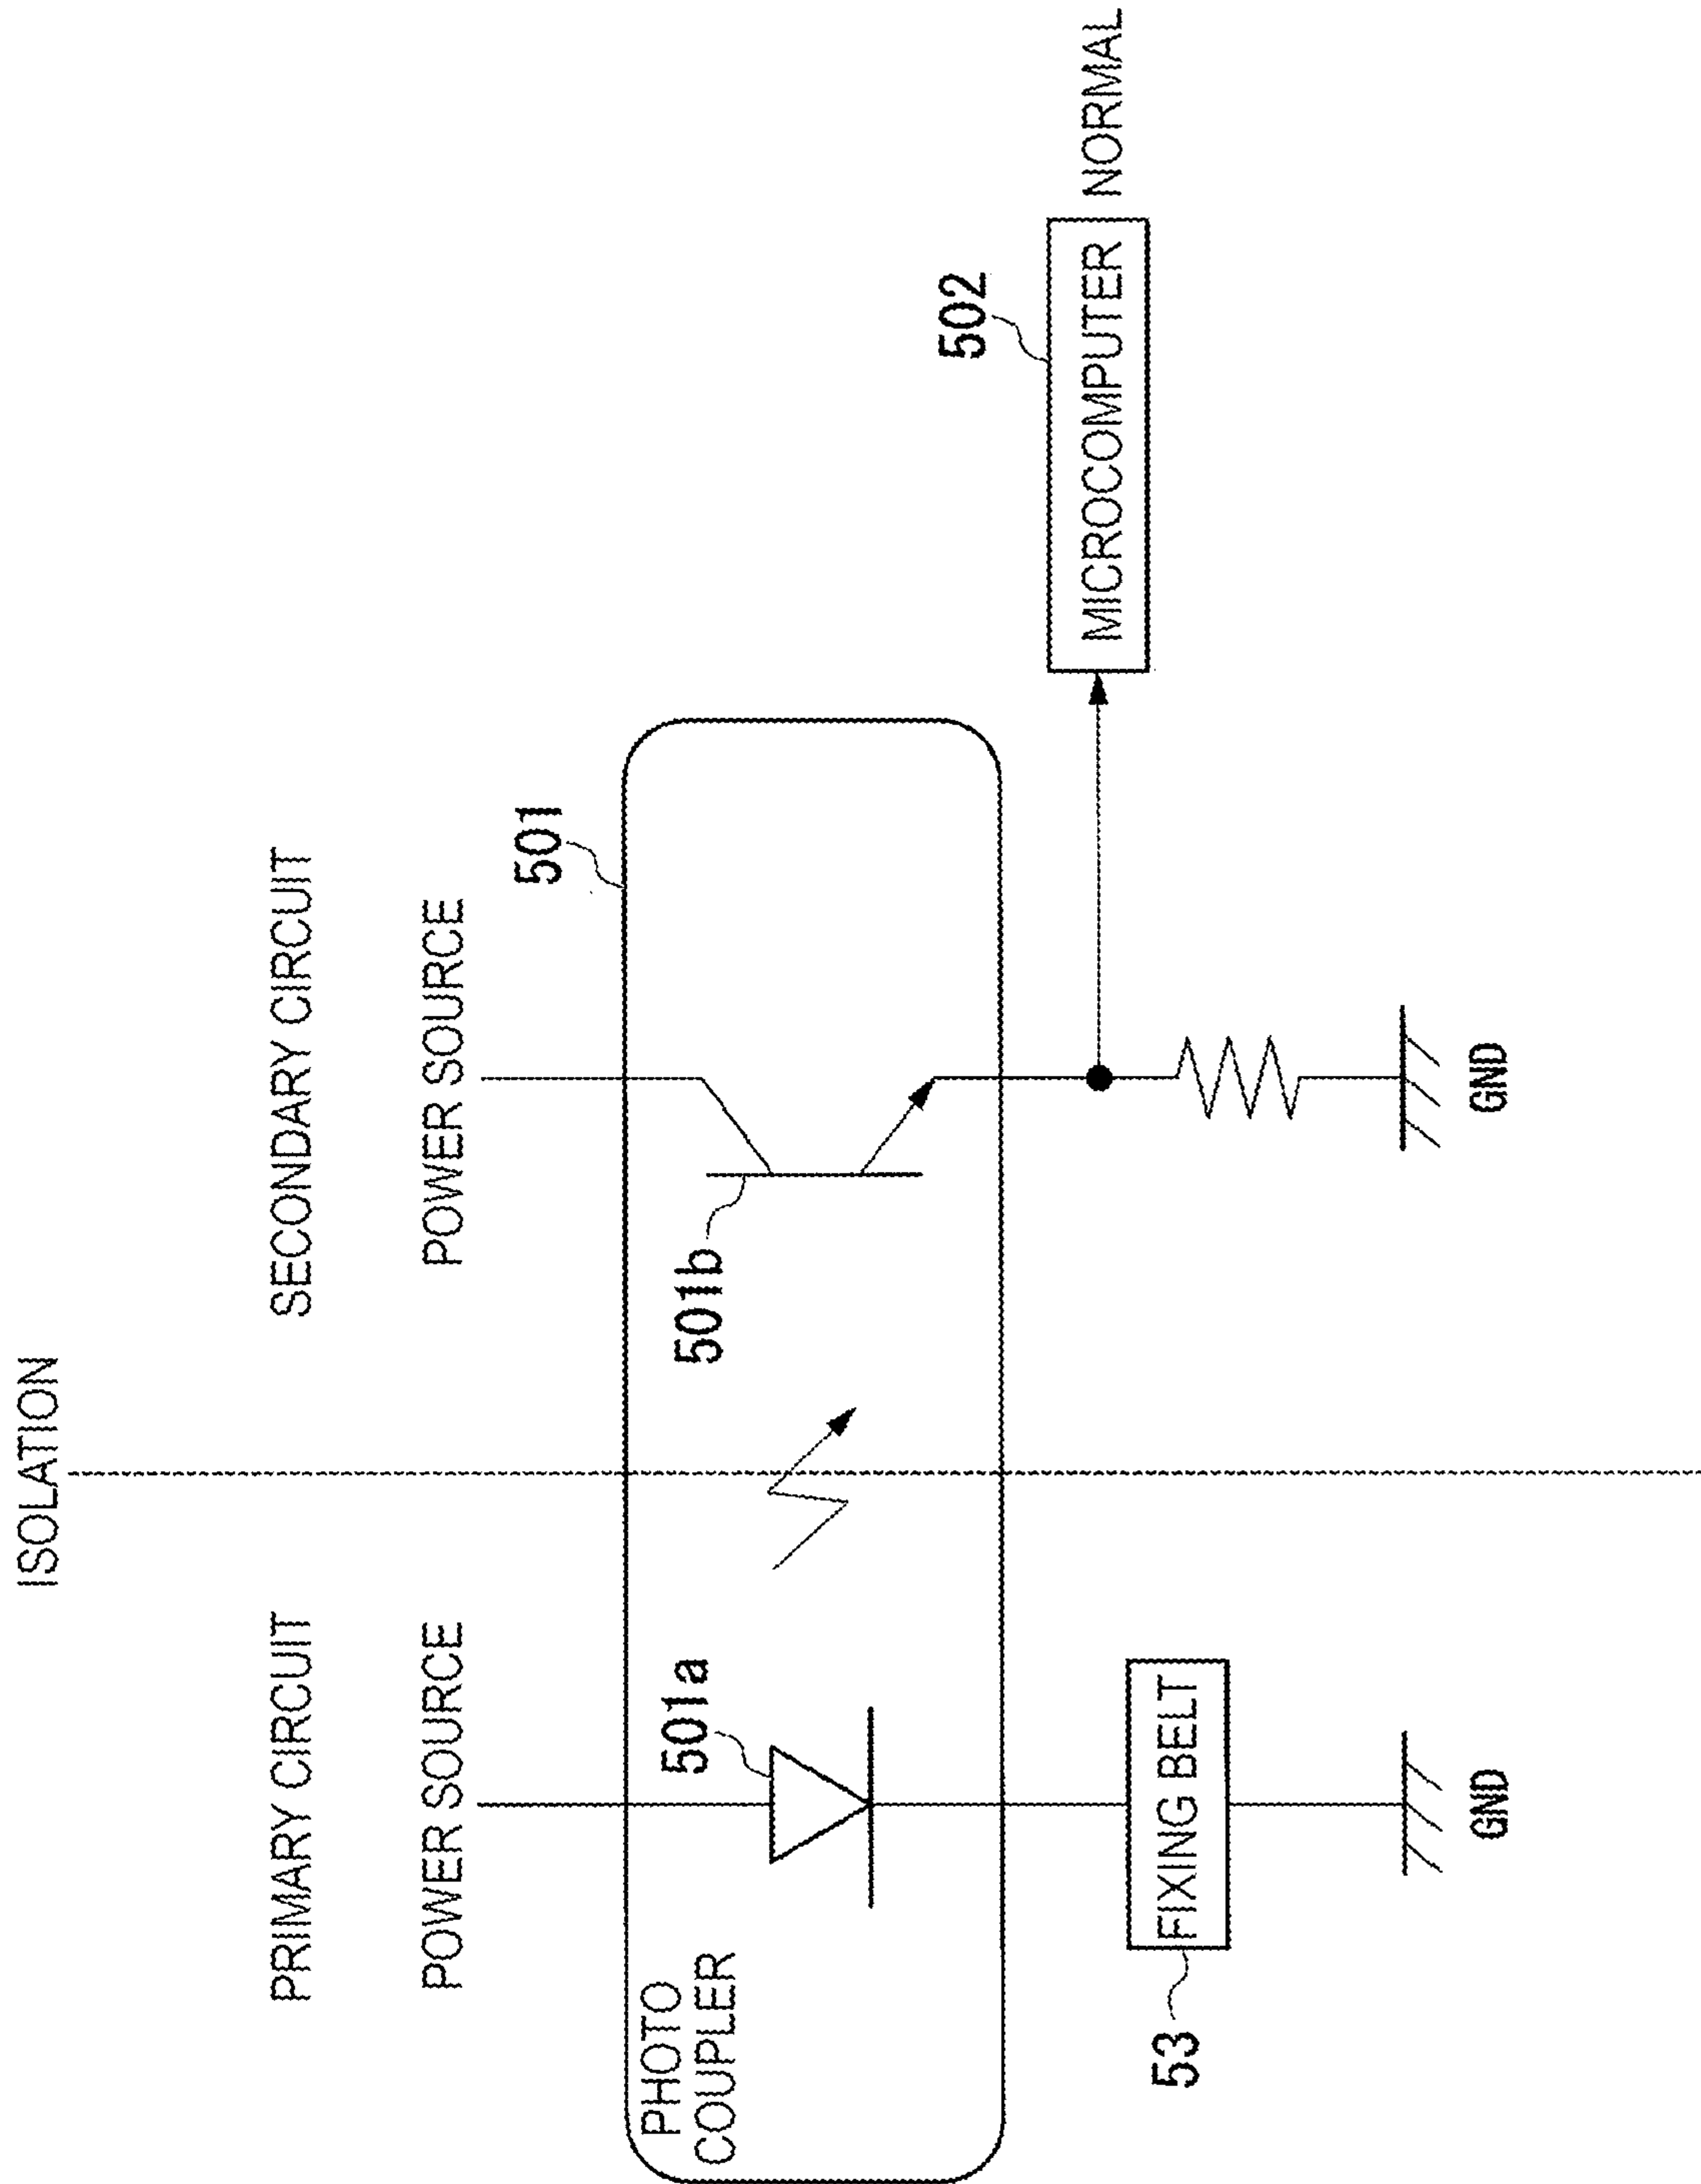 ISOLATION
PRIMARY CIRCUIT
SECONDARY CIRCUIT
POWER SOURCE
POWER SOURCE
501
PHOTO
COUPLER
501a
501b
502
53
FIXING BELT
MICROCOMPUTER
NORMAL
GND
GND